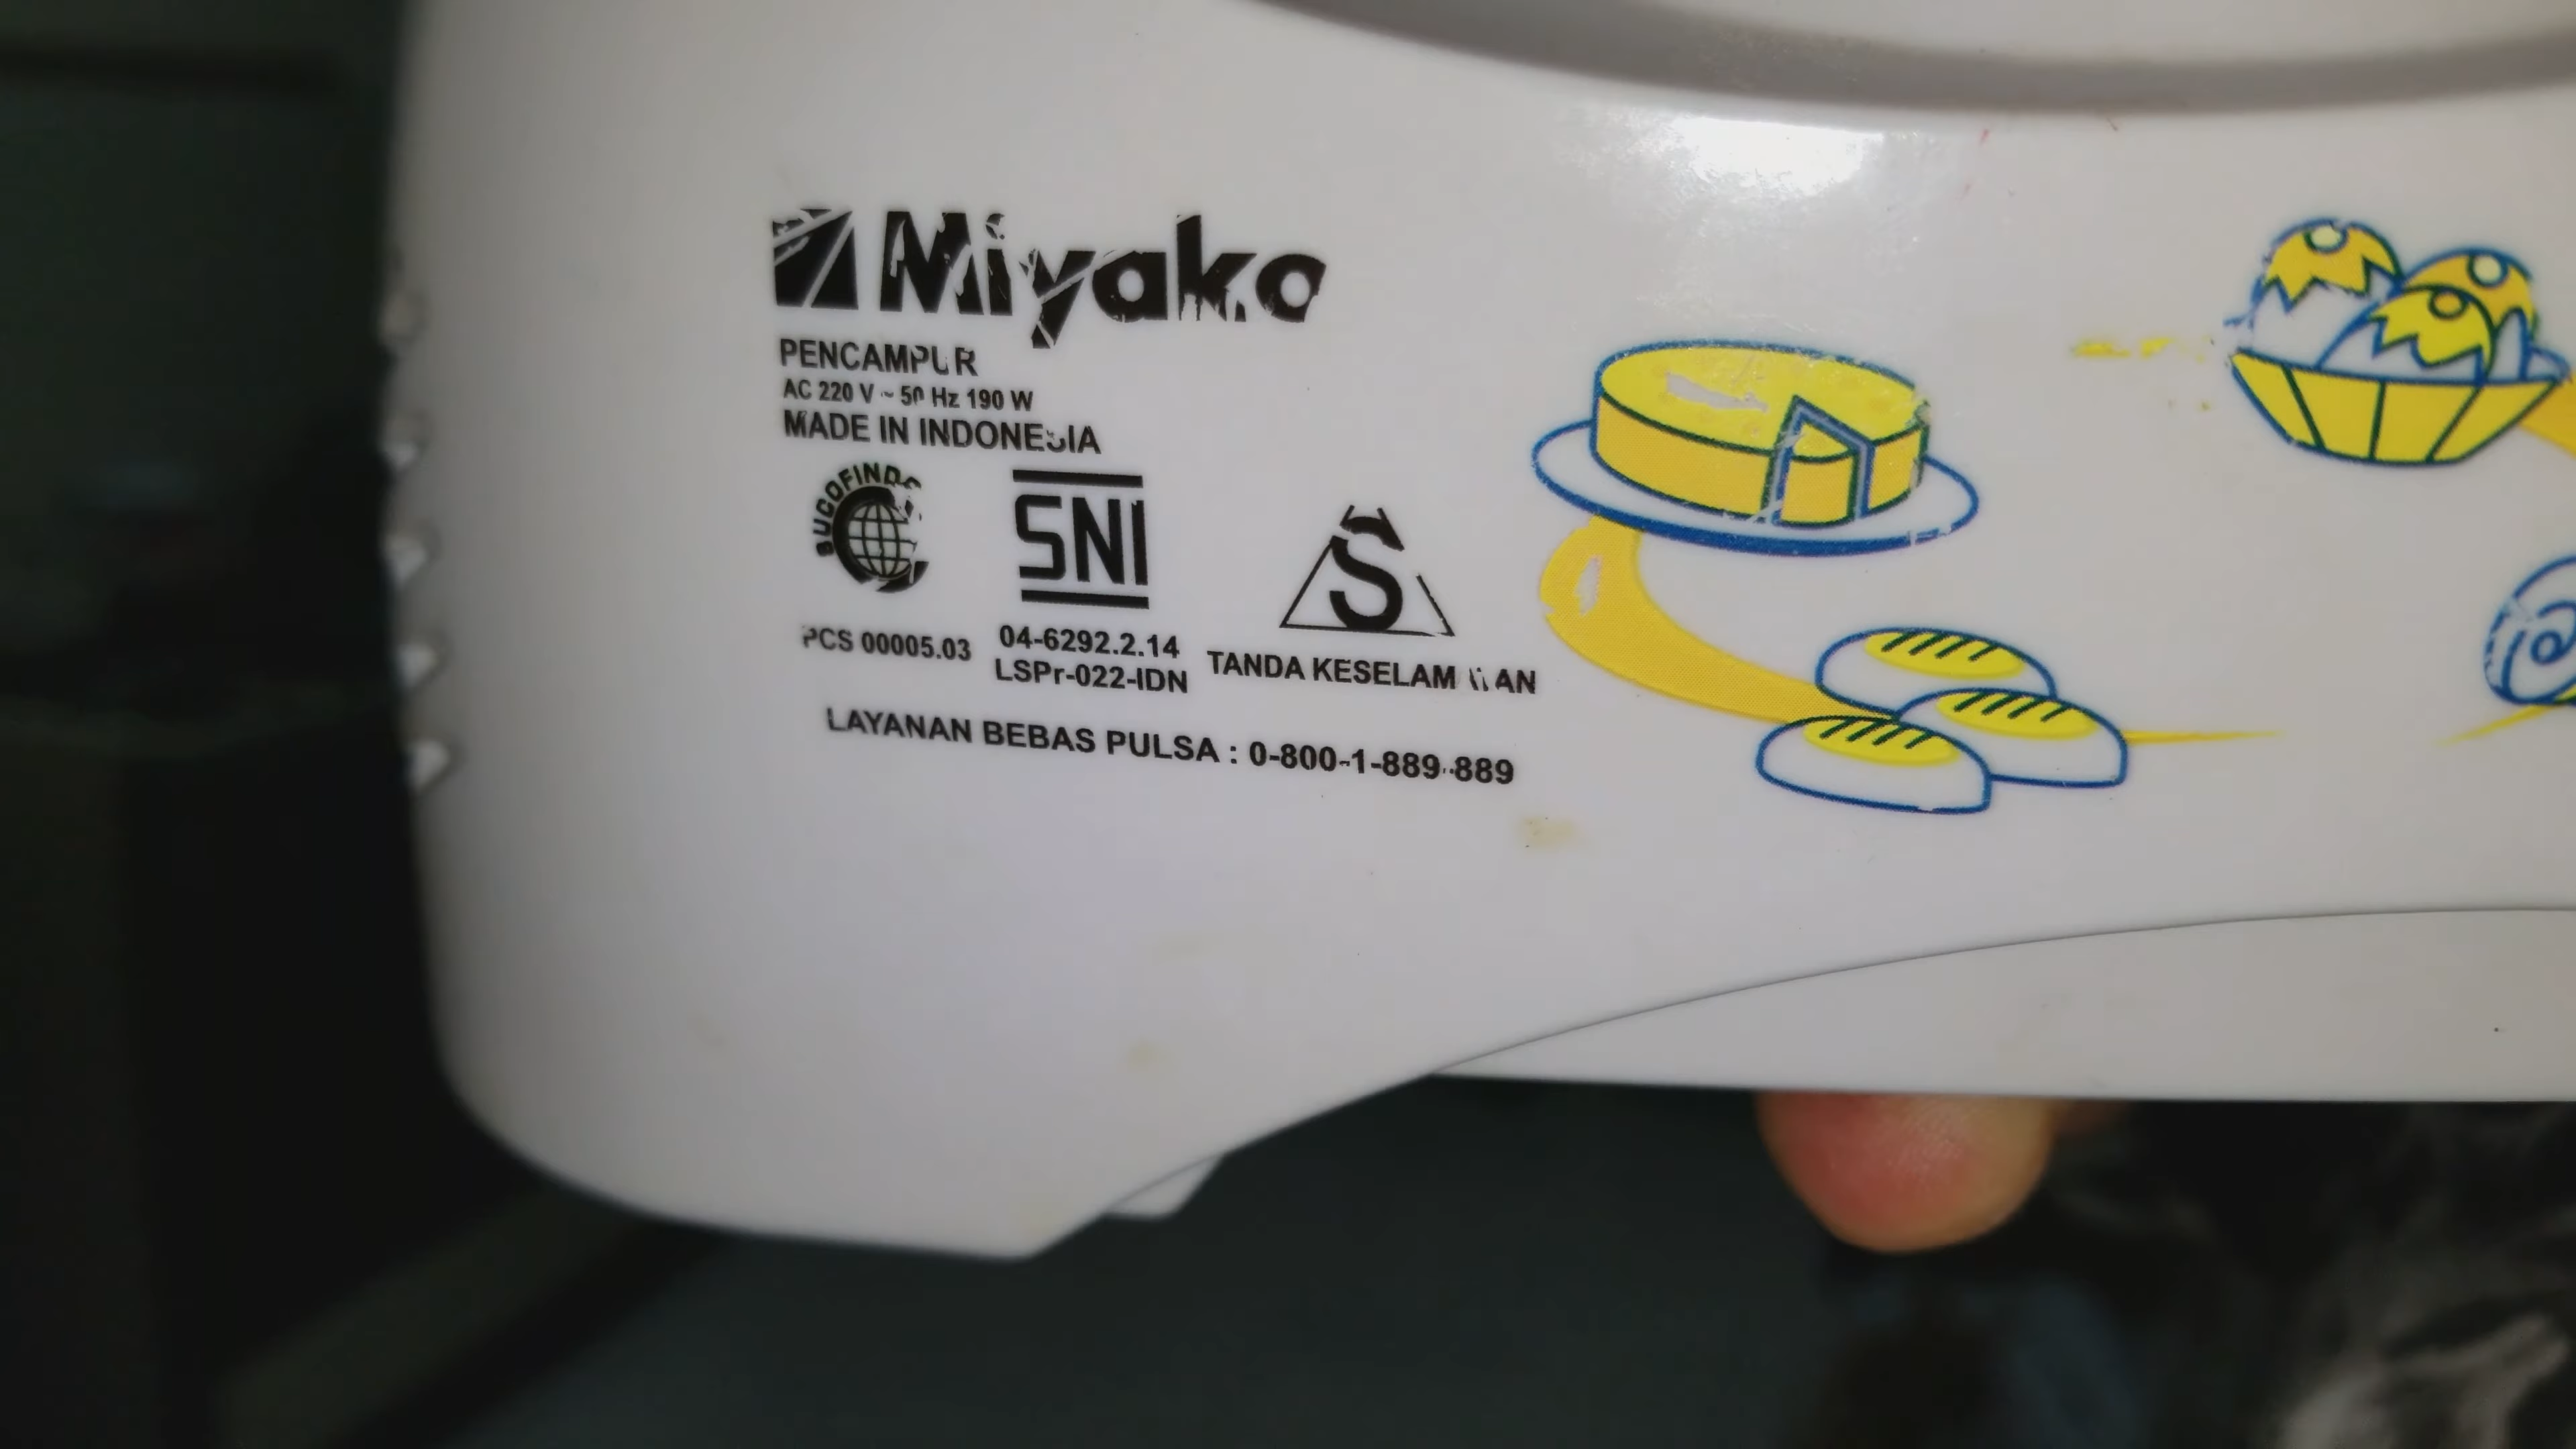 Miyako
PENCAMPUR
AC 220 V ~ 50 Hz 190 W
MADE IN INDONESIA
SUCOFINDO
SNI
S
PCS 00005.03
04-6292.2.14
LSPr-022-IDN
TANDA KESELAMATAN
LAYANAN BEBAS PULSA : 0-800-1-889-889